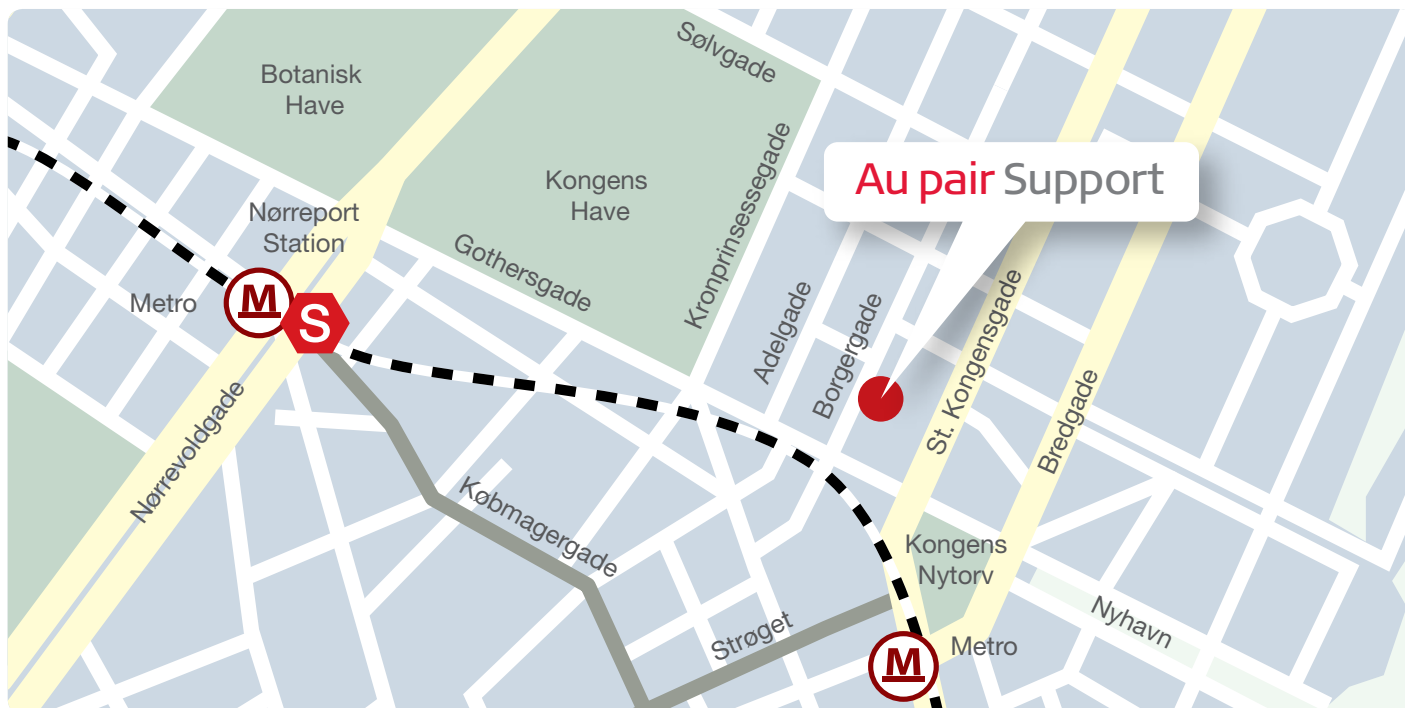 Sølvgade
Botanisk
Have
Kongens
Have
Kronprinsessegade
Au pair Support
Nørreport
Station
Gothersgade
Metro
M
S
Adelgade
Borgergade
St. Kongensgade
Bredgade
Nørrevoldgade
Købmagergade
Kongens
Nytorv
Nyhavn
Strøget
Metro
M